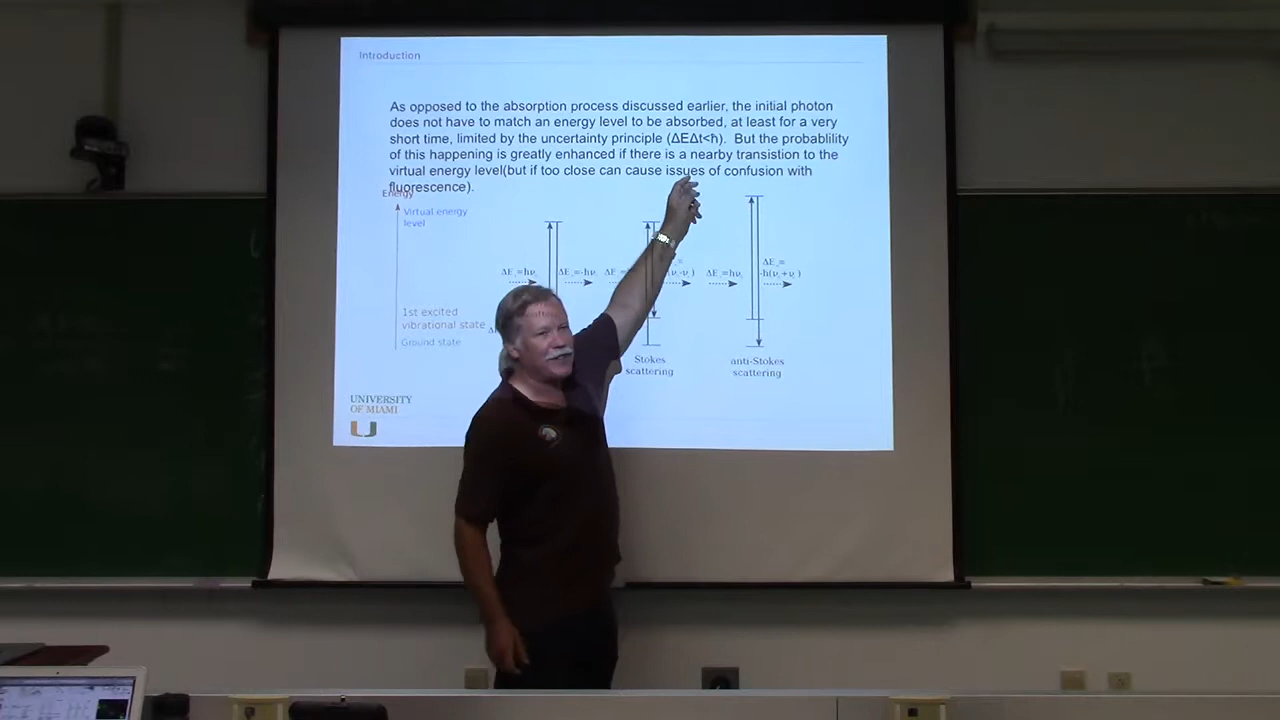 Introduction
As opposed to the absorption process discussed earlier, the initial photon
does not have to match an energy level to be absorbed, at least for a very
short time, limited by the uncertainty principle (ΔEΔt<ħ).  But the probablility
of this happening is greatly enhanced if there is a nearby transistion to the
virtual energy level(but if too close can cause issues of confusion with
fluorescence).
Energy
Virtual energy
level
1st excited
vibrational state
Ground state
Stokes
scattering
anti-Stokes
scattering
UNIVERSITY
OF MIAMI